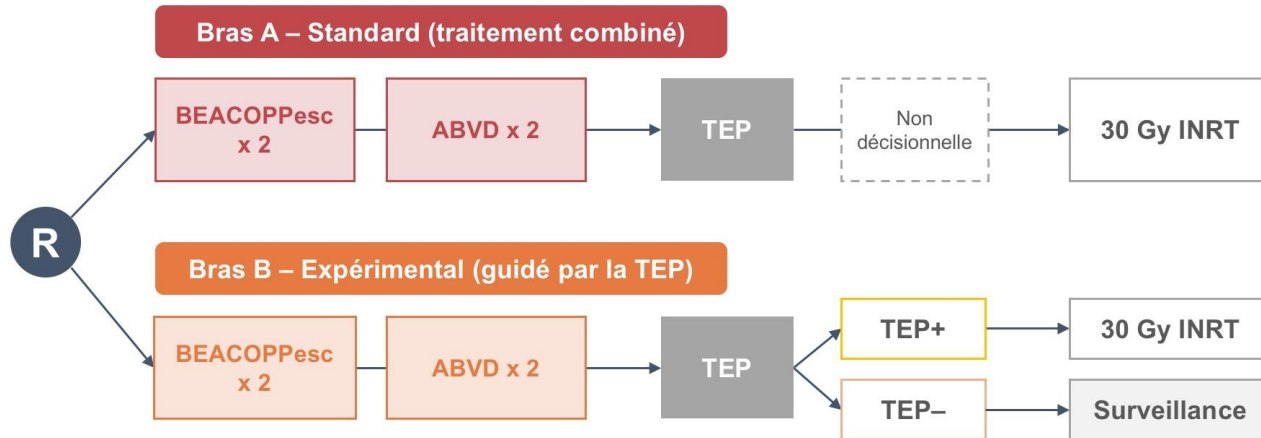 Bras A – Standard (traitement combiné)
BEACOPPesc
x 2
ABVD x 2
TEP
Non
décisionnelle
30 Gy INRT
R
Bras B – Expérimental (guidé par la TEP)
BEACOPPesc
x 2
ABVD x 2
TEP
TEP+
30 Gy INRT
TEP–
Surveillance